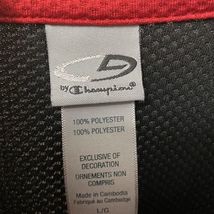 by Champion®
100% POLYESTER
100% POLYESTER
EXCLUSIVE OF
DECORATION
ORNEMENTS NON
COMPRIS
Made in Cambodia
Fabriqué au Cambodge
L/G